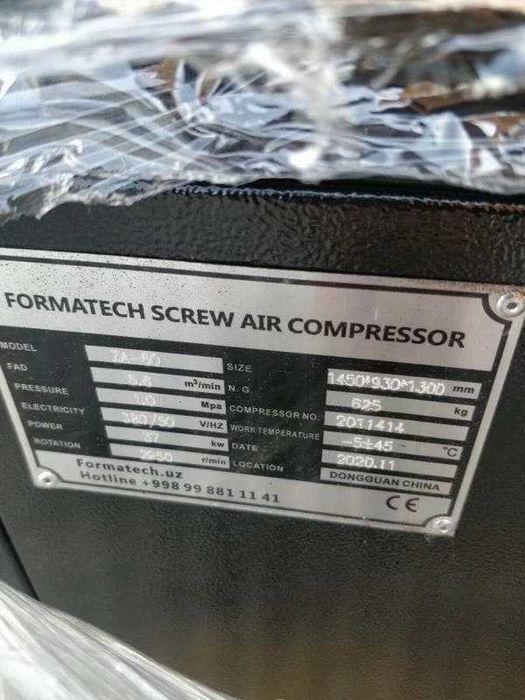 FORMATECH SCREW AIR COMPRESSOR
MODEL ZA-50 SIZE 1450*930*1300 mm
FAD m³/min N. G 625 kg
PRESSURE 1.0 Mpa COMPRESSOR NO. 2011414
ELECTRICITY 380/50 V/HZ WORK TEMPERATURE -5±45 °C
POWER 37 kw DATE 2020.11
ROTATION 2950 r/min LOCATION DONGGUAN CHINA
Formatech.uz
Hotline +998 99 881 11 41
CE